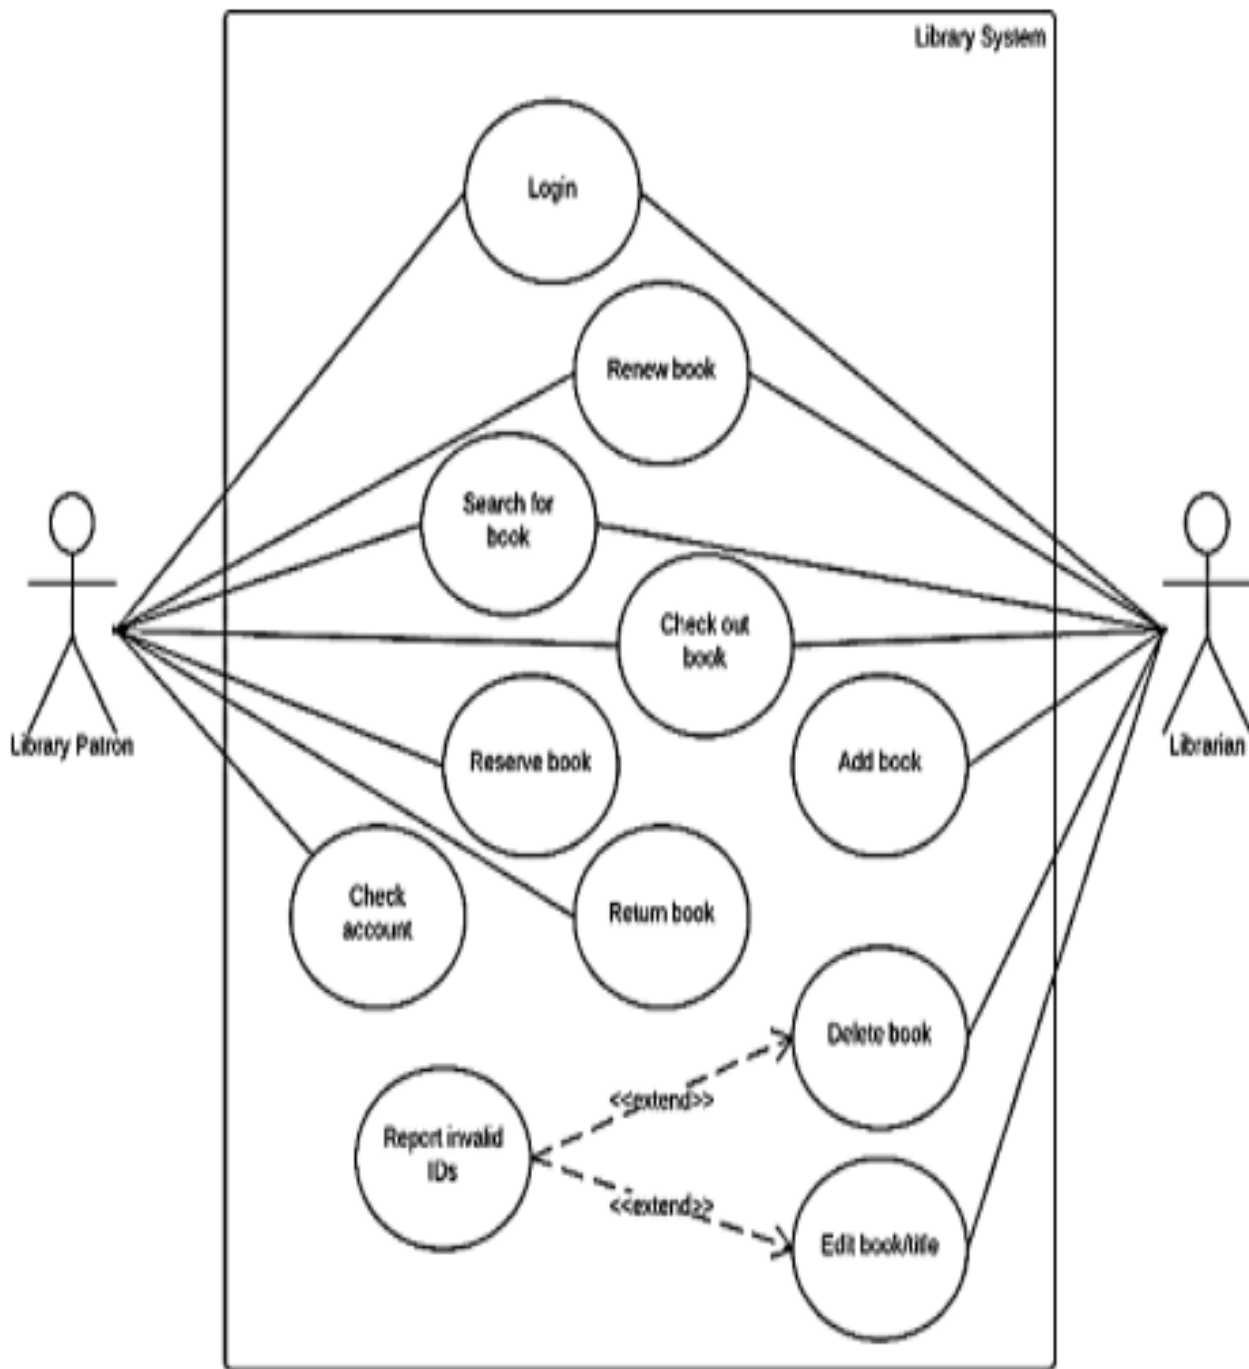 Library System
Login
Renew book
Search for
book
Check out
book
Library Patron
Librarian
Reserve book
Add book
Check
account
Return book
Delete book
<<extend>>
Report invalid
IDs
<<extend>>
Edit book/title